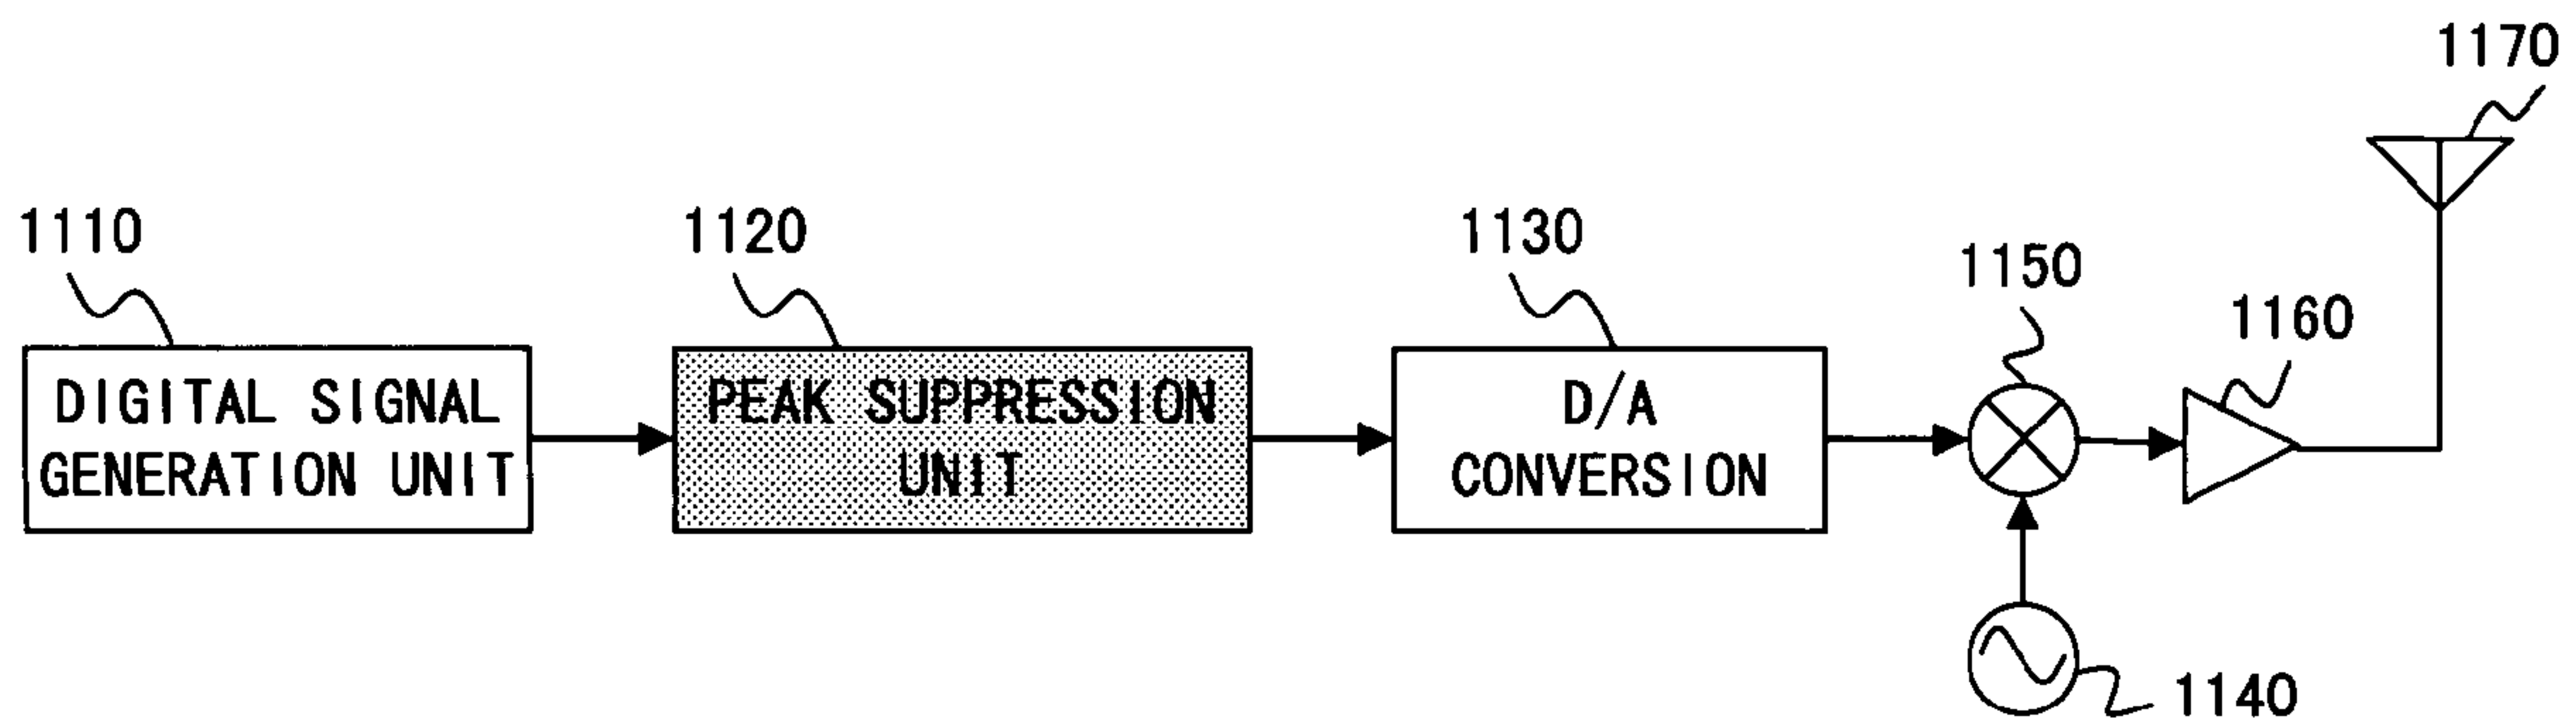 1170
1110
1120
1130
1150
1160
DIGITAL SIGNAL
GENERATION UNIT
PEAK SUPPRESSION
UNIT
D/A
CONVERSION
1140